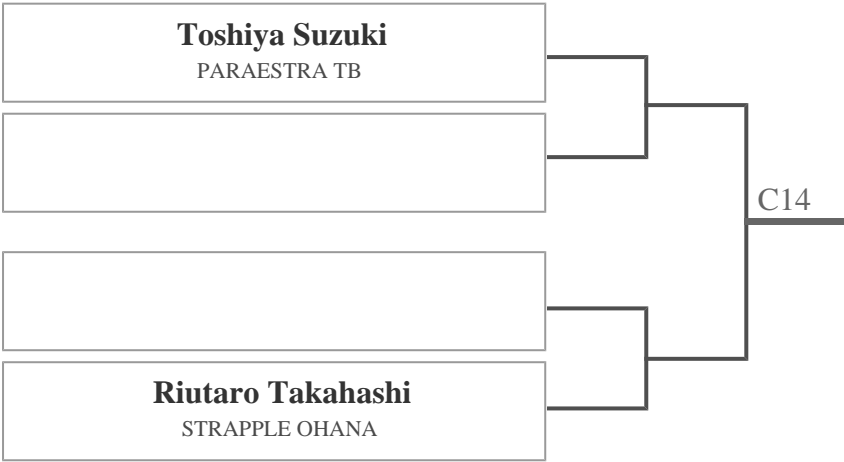 Toshiya Suzuki
PARAESTRA TB
C14
Riutaro Takahashi
STRAPPLE OHANA